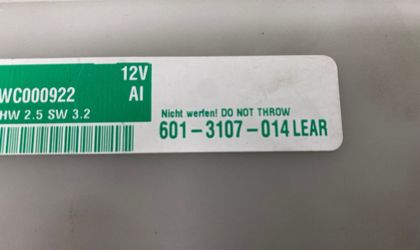 12V
WC000922 AI
HW 2.5 SW 3.2
Nicht werfen! DO NOT THROW
601-3107-014 LEAR